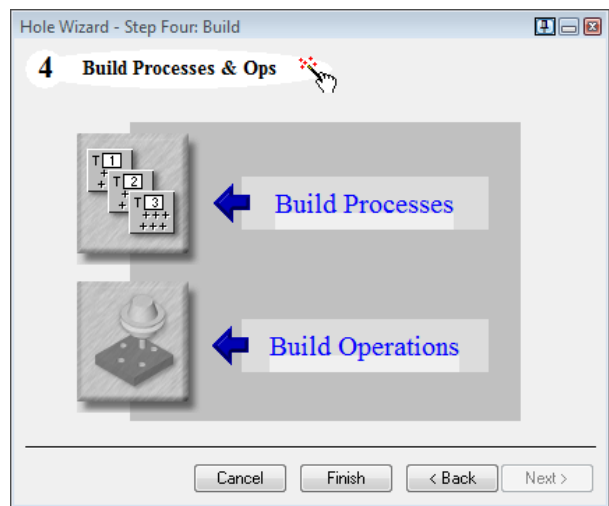 Hole Wizard - Step Four: Build
4 Build Processes & Ops
T 1
T 2
T 3
Build Processes
Build Operations
Cancel Finish < Back Next >